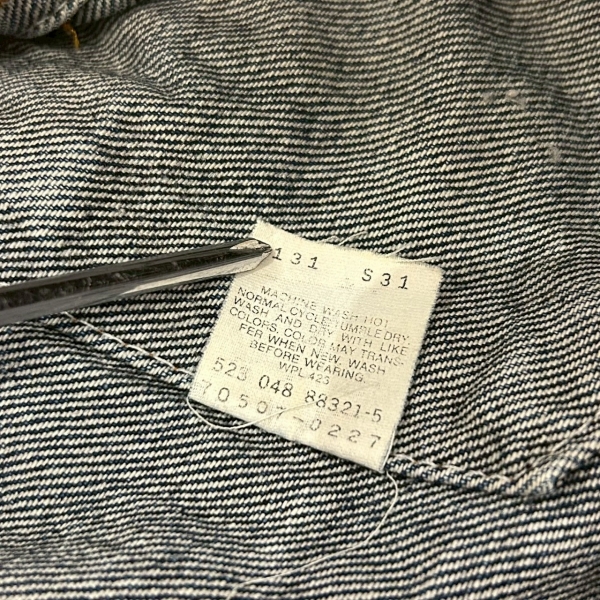 131 S31
MACHINE WASH HOT
NORMAL CYCLE, TUMBLE DRY.
WASH AND DRY WITH LIKE
COLORS, COLOR MAY TRANS-
FER WHEN NEW, WASH
BEFORE WEARING.
WPL 423
523 048 88321-5
70507-0227